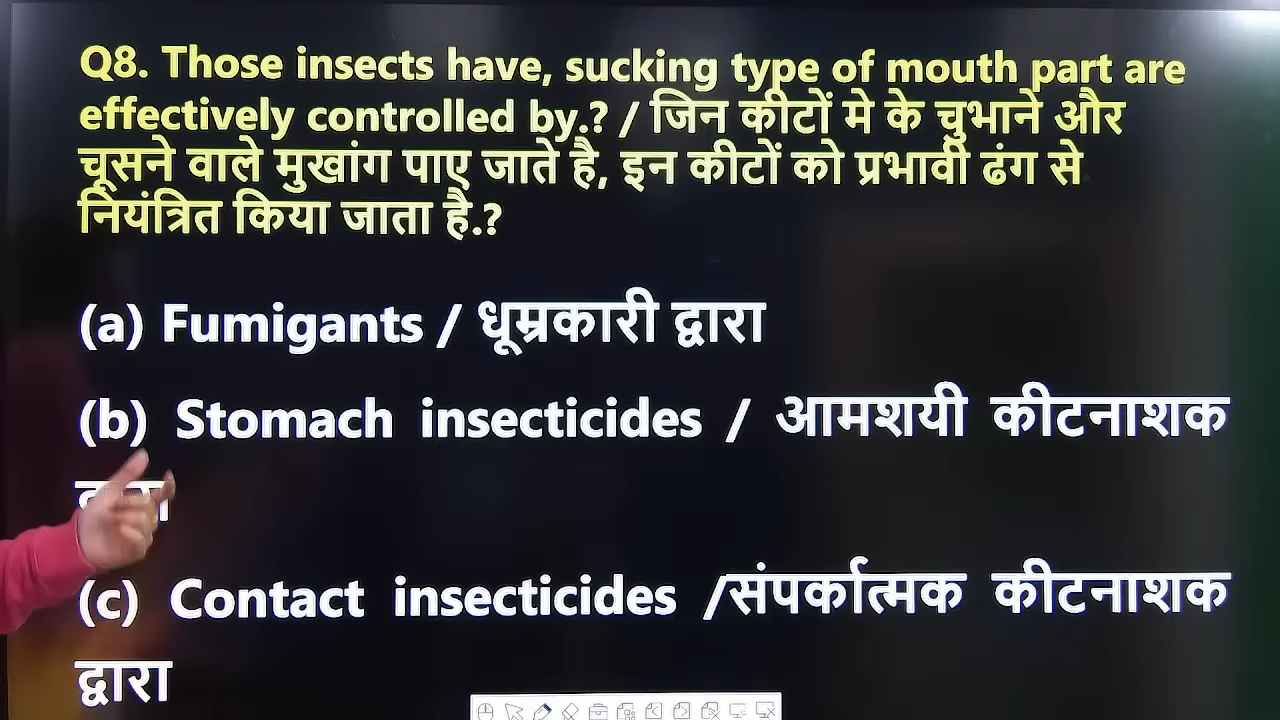 Q8. Those insects have, sucking type of mouth part are
effectively controlled by.? / जिन कीटों मे के चुभाने और
चूसने वाले मुखांग पाए जाते है, इन कीटों को प्रभावी ढंग से
नियंत्रित किया जाता है.?
(a) Fumigants / धूम्रकारी द्वारा
(b) Stomach insecticides / आमशयी कीटनाशक
(c) Contact insecticides /संपर्कात्मक कीटनाशक
द्वारा